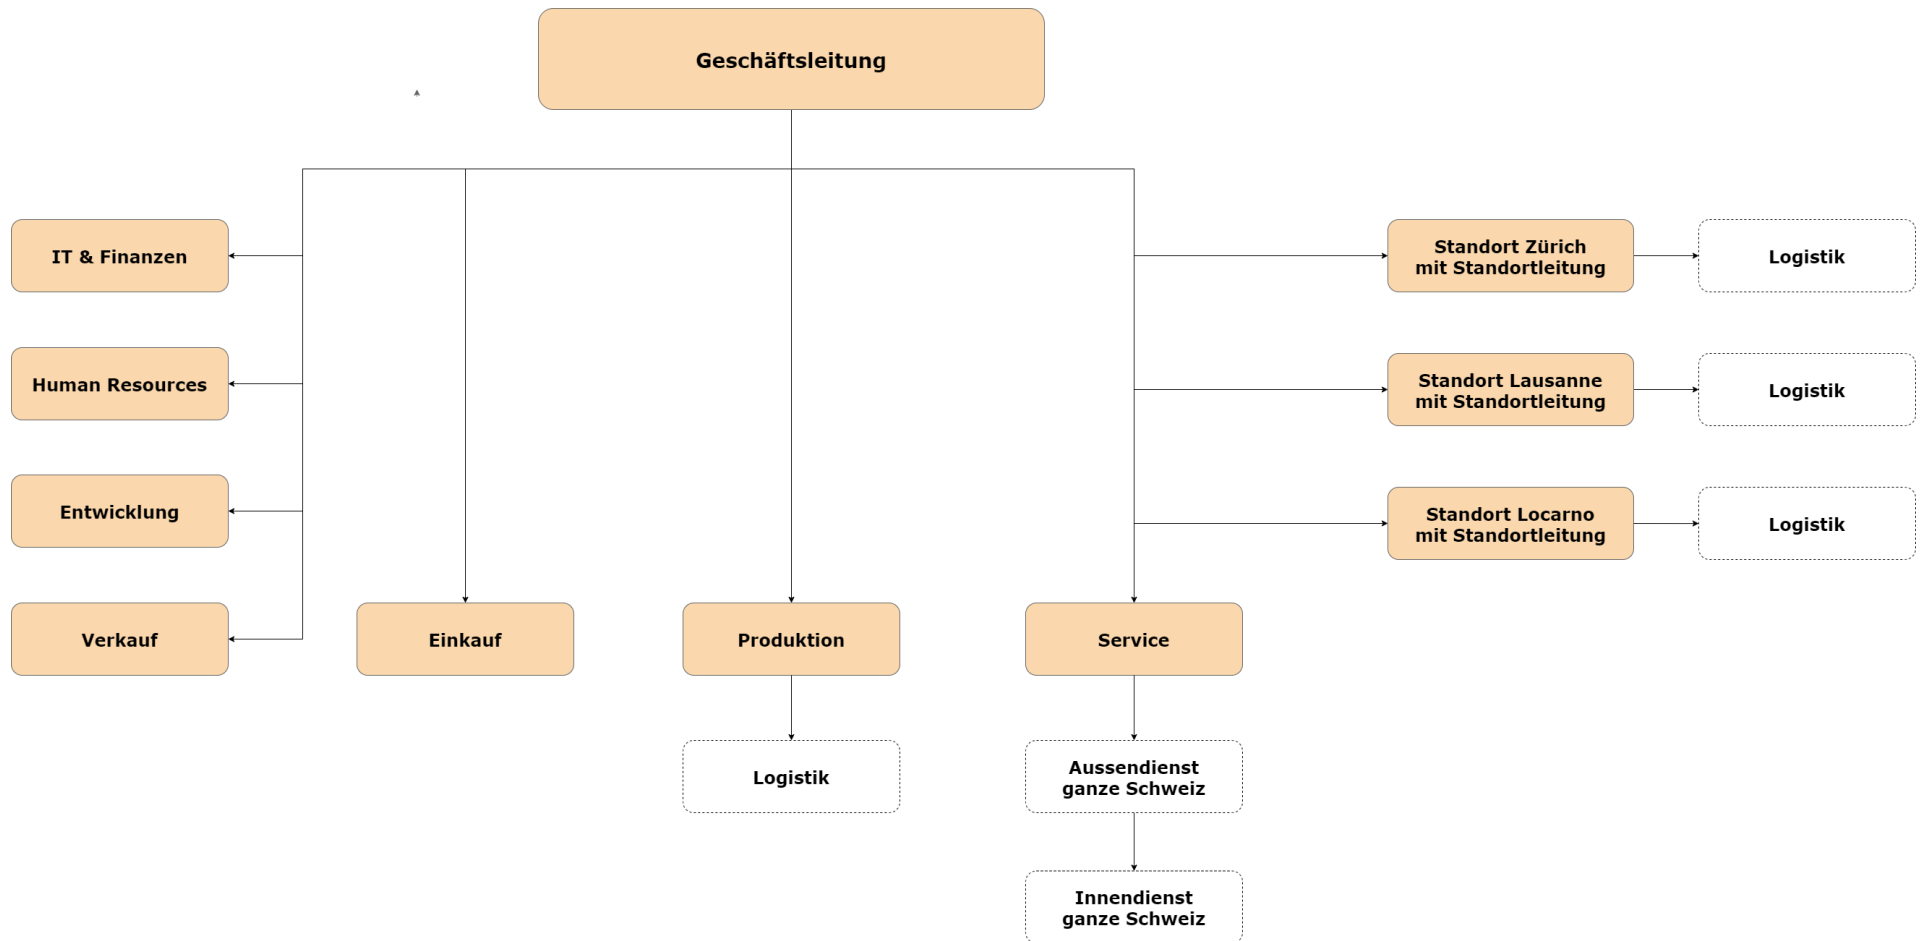 Geschäftsleitung
IT & Finanzen
Standort Zürich
mit Standortleitung
Logistik
Human Resources
Standort Lausanne
mit Standortleitung
Logistik
Entwicklung
Standort Locarno
mit Standortleitung
Logistik
Verkauf
Einkauf
Produktion
Service
Logistik
Aussendienst
ganze Schweiz
Innendienst
ganze Schweiz